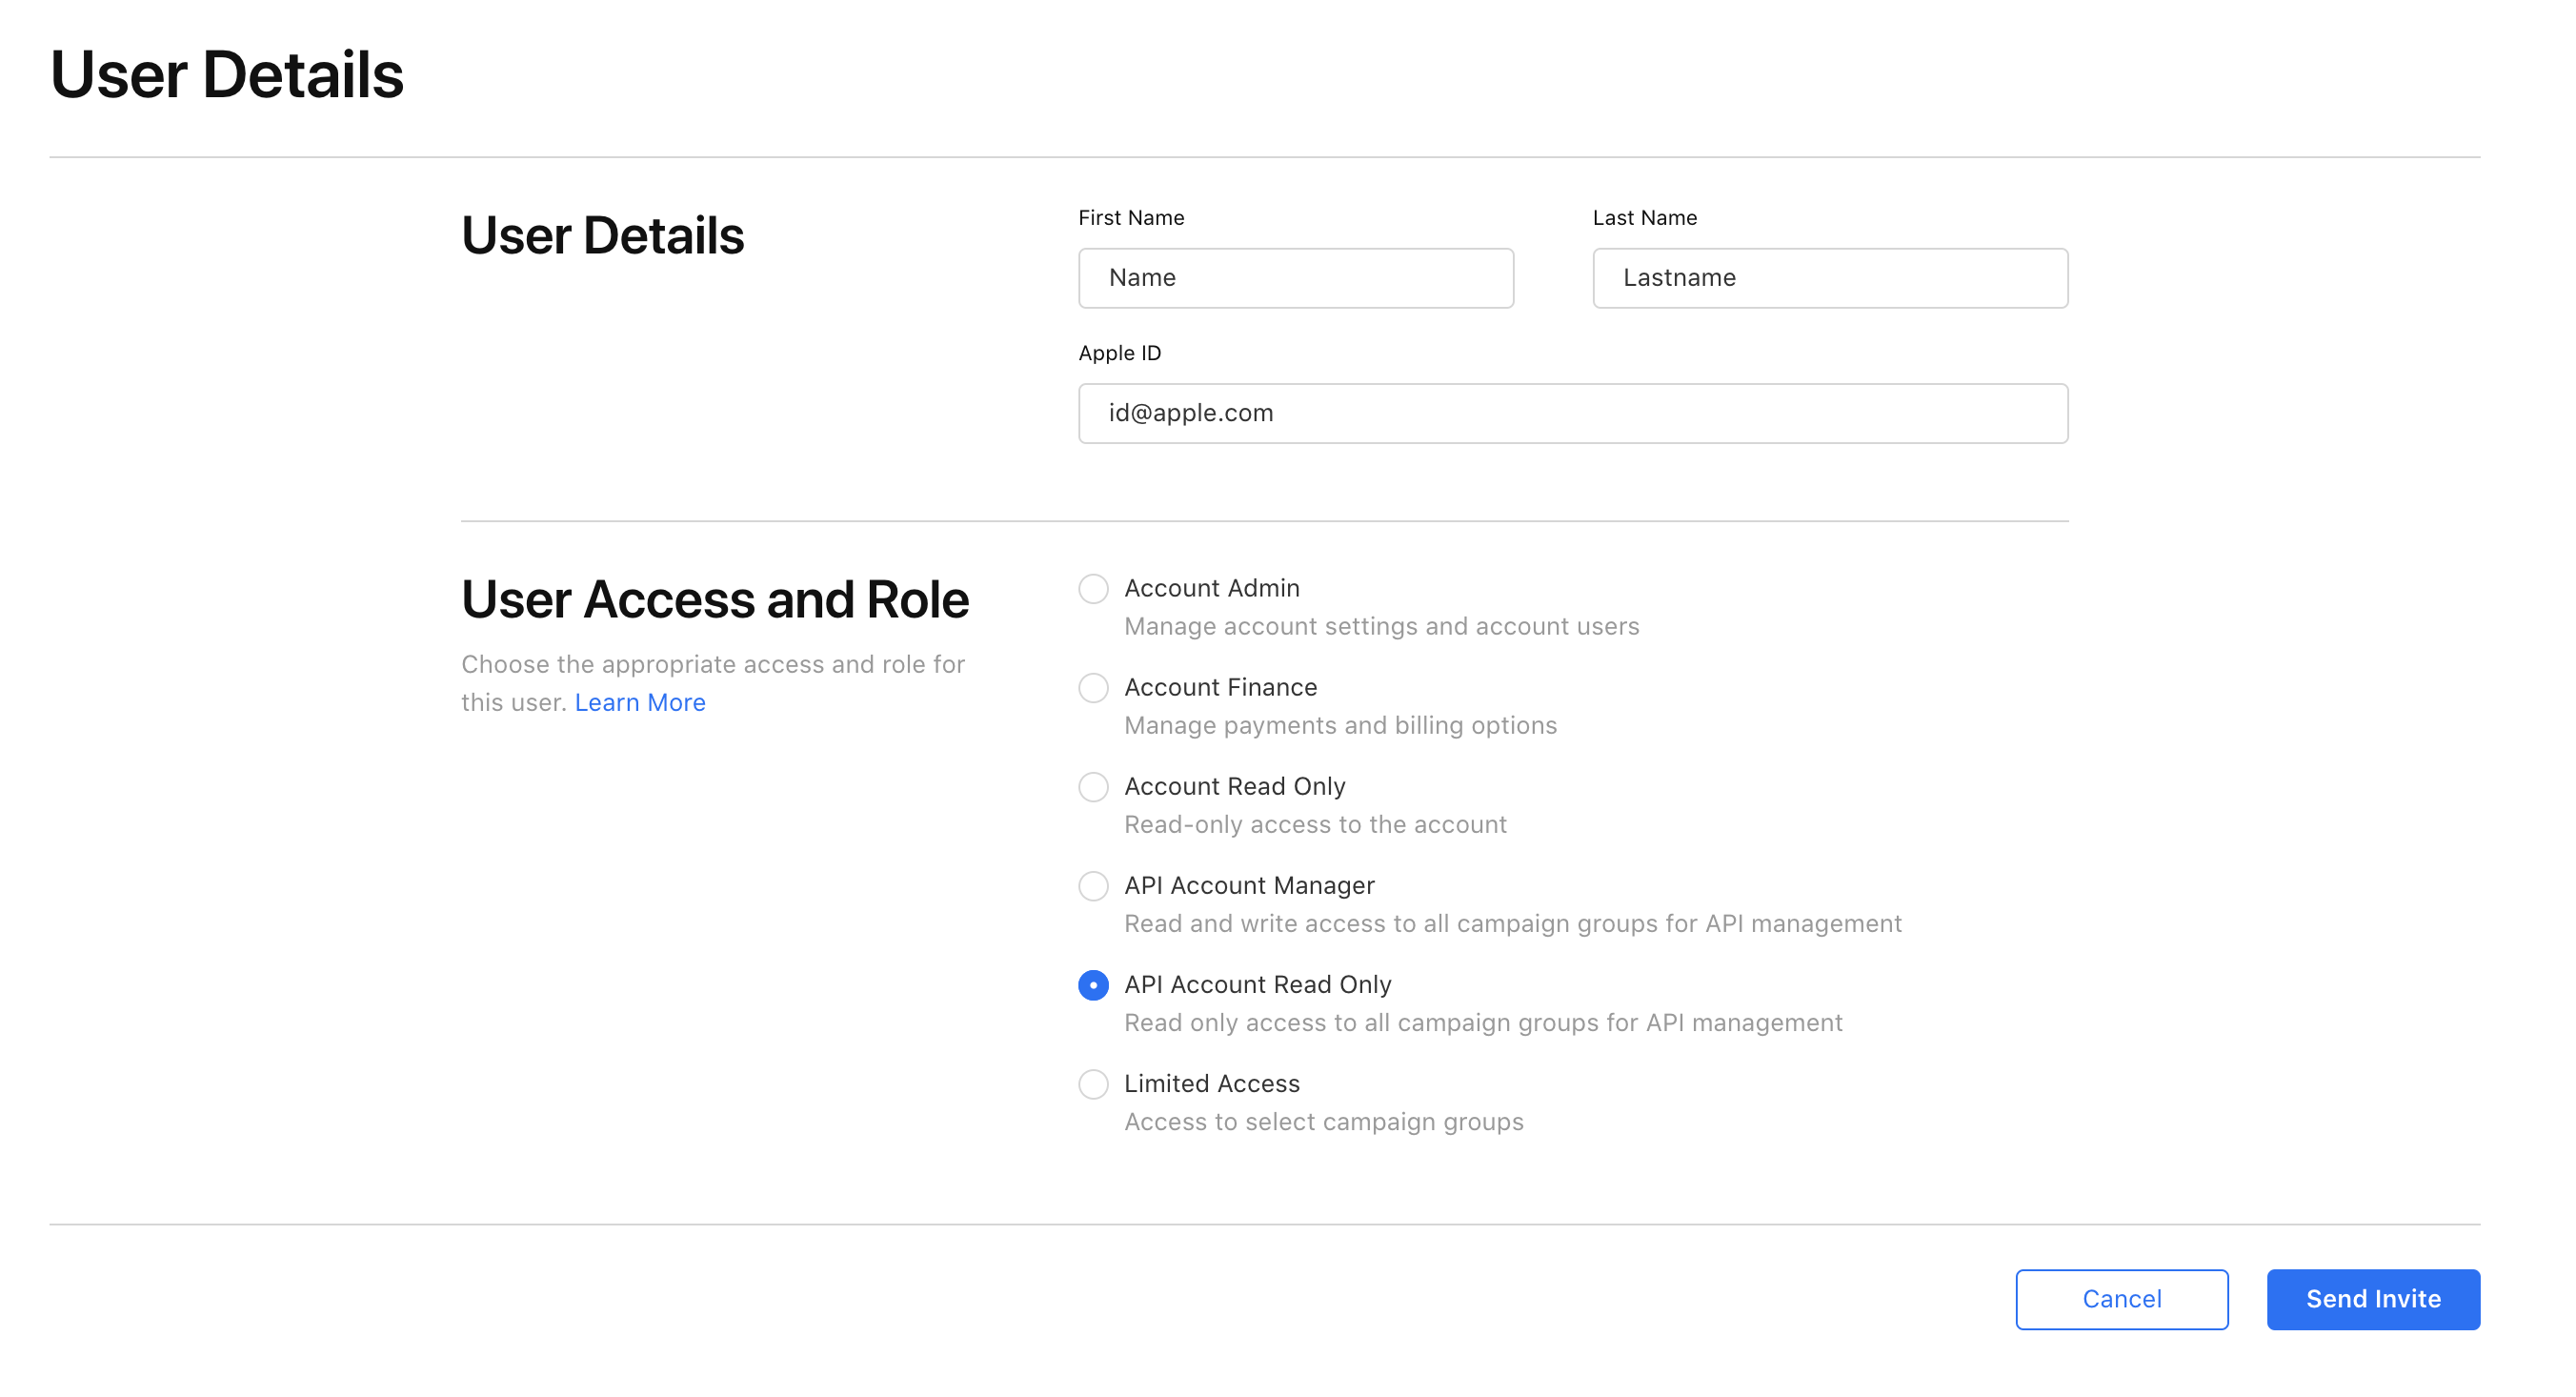 User Details
User Details
First Name
Last Name
Name
Lastname
Apple ID
id@apple.com
User Access and Role
Choose the appropriate access and role for
this user. Learn More
Account Admin
Manage account settings and account users
Account Finance
Manage payments and billing options
Account Read Only
Read-only access to the account
API Account Manager
Read and write access to all campaign groups for API management
API Account Read Only
Read only access to all campaign groups for API management
Limited Access
Access to select campaign groups
Cancel
Send Invite